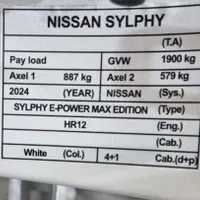 NISSAN SYLPHY
(T.A)
Pay load GVW 1900 kg
Axel 1 887 kg Axel 2 579 kg
2024 (YEAR) NISSAN (Sys.)
SYLPHY E-POWER MAX EDITION (Type)
HR12 (Eng.)
(Cab.)
White (Col.) 4+1 Cab.(d+p)